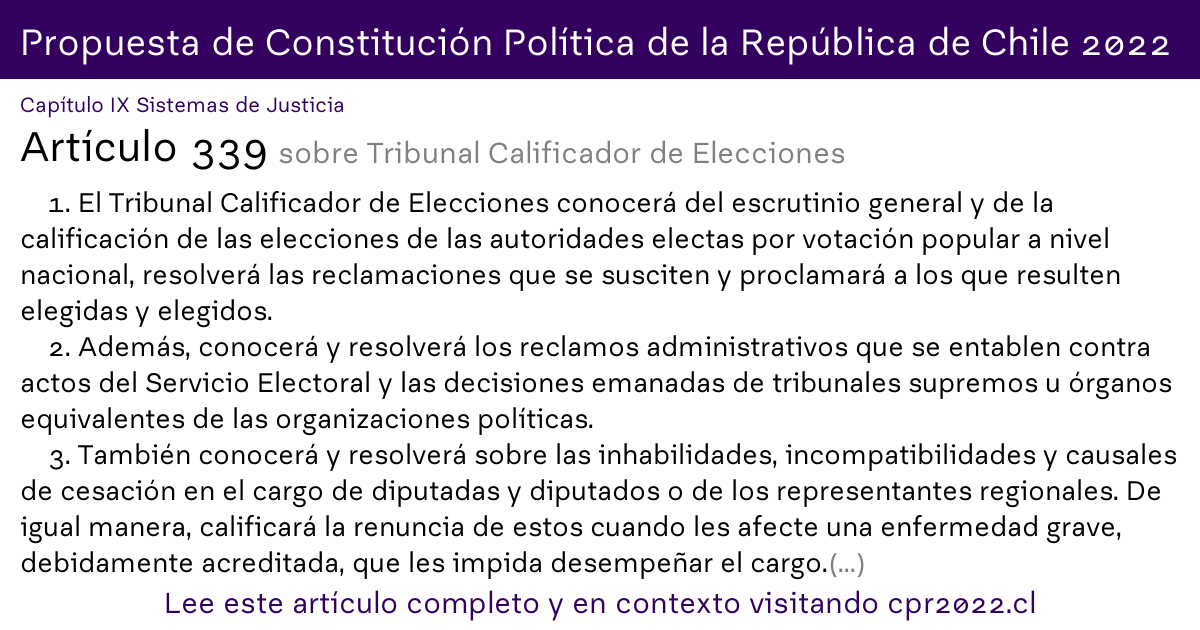 Propuesta de Constitución Política de la República de Chile 2022
Capítulo IX Sistemas de Justicia
Artículo 339 sobre Tribunal Calificador de Elecciones
1. El Tribunal Calificador de Elecciones conocerá del escrutinio general y de la
calificación de las elecciones de las autoridades electas por votación popular a nivel
nacional, resolverá las reclamaciones que se susciten y proclamará a los que resulten
elegidas y elegidos.
2. Además, conocerá y resolverá los reclamos administrativos que se entablen contra
actos del Servicio Electoral y las decisiones emanadas de tribunales supremos u órganos
equivalentes de las organizaciones políticas.
3. También conocerá y resolverá sobre las inhabilidades, incompatibilidades y causales
de cesación en el cargo de diputadas y diputados o de los representantes regionales. De
igual manera, calificará la renuncia de estos cuando les afecte una enfermedad grave,
debidamente acreditada, que les impida desempeñar el cargo.(...)
Lee este artículo completo y en contexto visitando cpr2022.cl